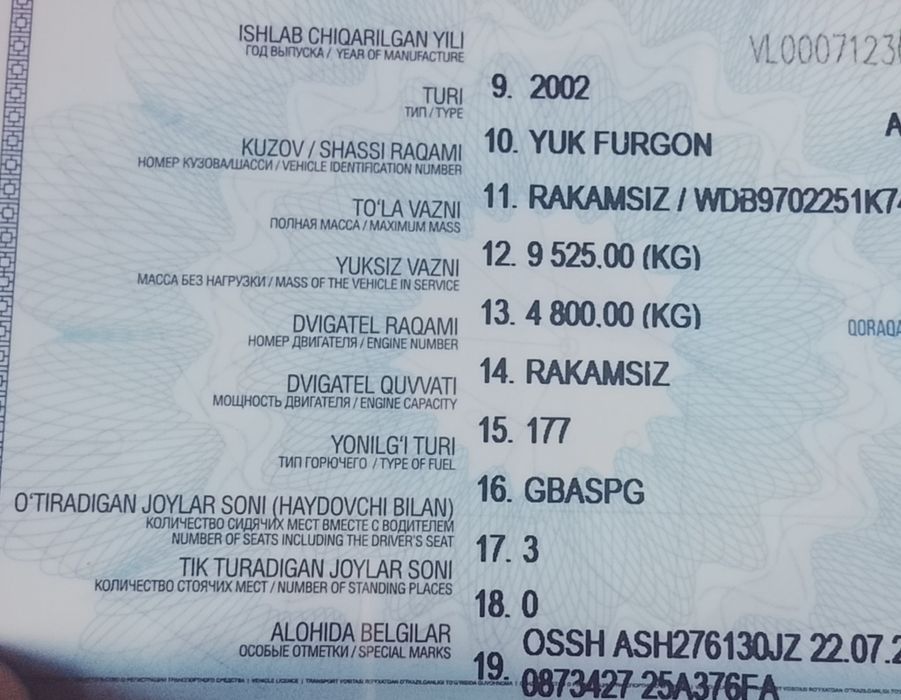 ISHLAB CHIQARILGAN YILI
ГОД ВЫПУСКА / YEAR OF MANUFACTURE
VL0007123
9. 2002
TURI
ТИП / TYPE
10. YUK FURGON
KUZOV / SHASSI RAQAMI
НОМЕР КУЗОВА/ШАССИ / VEHICLE IDENTIFICATION NUMBER
11. RAKAMSIZ / WDB9702251K7
TO‘LA VAZNI
ПОЛНАЯ МАССА / MAXIMUM MASS
12. 9 525.00 (KG)
YUKSIZ VAZNI
МАССА БЕЗ НАГРУЗКИ / MASS OF THE VEHICLE IN SERVICE
13. 4 800.00 (KG)
QORAQA
DVIGATEL RAQAMI
НОМЕР ДВИГАТЕЛЯ / ENGINE NUMBER
14. RAKAMSIZ
DVIGATEL QUVVATI
МОЩНОСТЬ ДВИГАТЕЛЯ / ENGINE CAPACITY
15. 177
YONILG‘I TURI
ТИП ГОРЮЧЕГО / TYPE OF FUEL
16. GBASPG
O‘TIRADIGAN JOYLAR SONI (HAYDOVCHI BILAN)
КОЛИЧЕСТВО СИДЯЧИХ МЕСТ ВМЕСТЕ С ВОДИТЕЛЕМ
NUMBER OF SEATS INCLUDING THE DRIVER'S SEAT
17. 3
TIK TURADIGAN JOYLAR SONI
КОЛИЧЕСТВО СТОЯЧИХ МЕСТ / NUMBER OF STANDING PLACES
18. 0
ALOHIDA BELGILAR
ОСОБЫЕ ОТМЕТКИ / SPECIAL MARKS
OSSH ASH276130JZ 22.07.2
19. 0873427 25A376FA